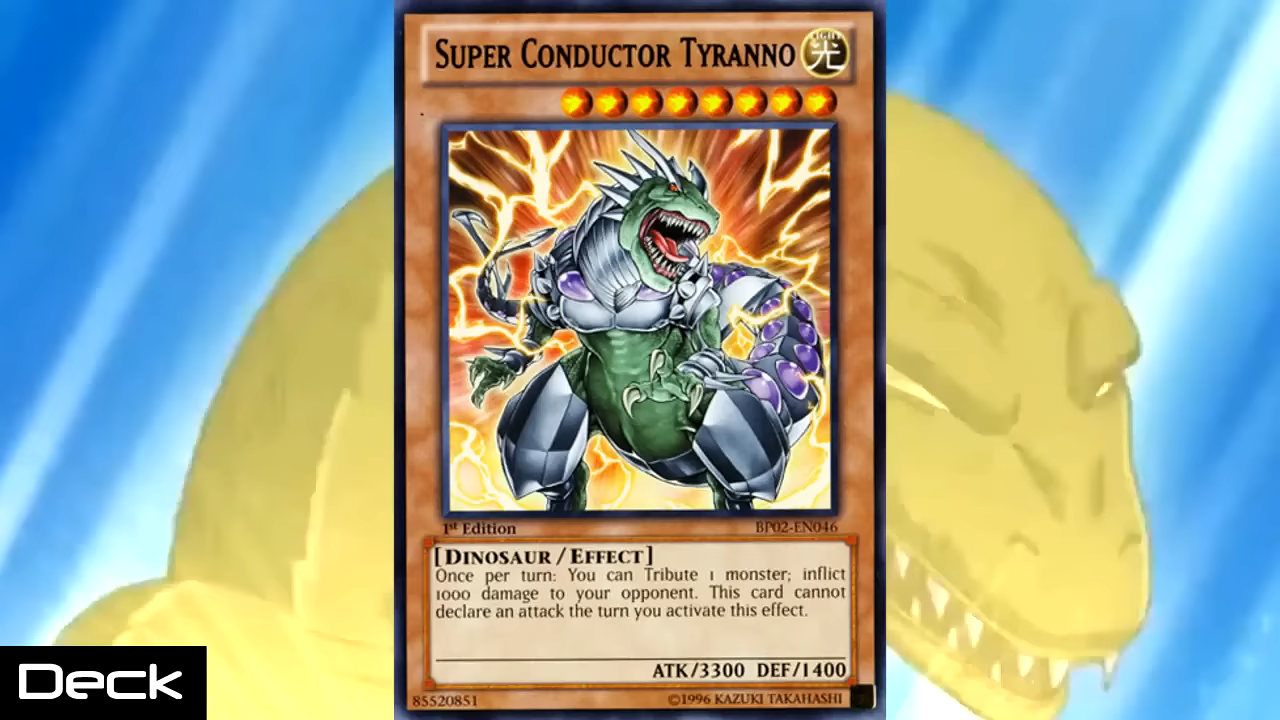 SUPER CONDUCTOR TYRANNO
LIGHT
光
1st Edition
BP02-EN046
[DINOSAUR/EFFECT]
Once per turn: You can Tribute 1 monster; inflict
1000 damage to your opponent. This card cannot
declare an attack the turn you activate this effect.
ATK/3300 DEF/1400
85520851
©1996 KAZUKI TAKAHASHI
Deck